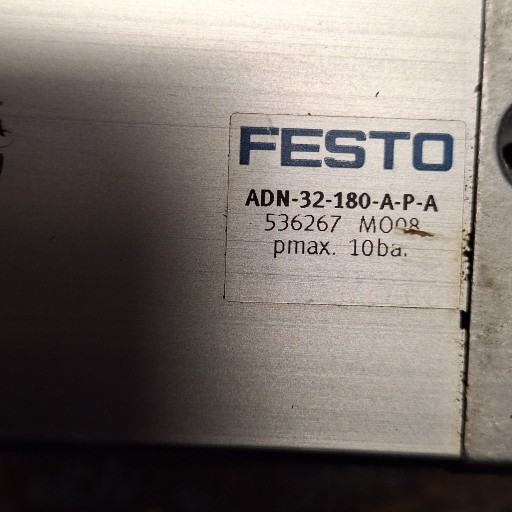 FESTO
ADN-32-180-A-P-A
536267 M008
pmax. 10ba.